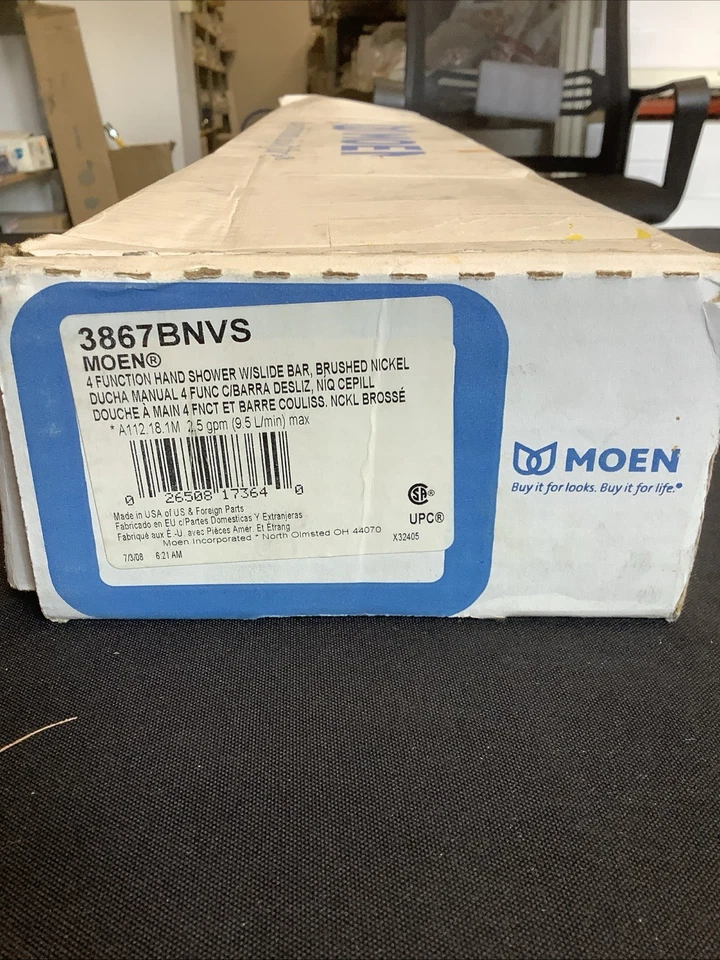 MOEN
3867BNVS
MOEN®
4 FUNCTION HAND SHOWER W/SLIDE BAR, BRUSHED NICKEL
DUCHA MANUAL 4 FUNC C/BARRA DESLIZ, NÍQ CEPILL
DOUCHE À MAIN 4 FNCT ET BARRE COULISS. NCKL BROSSÉ
* A112.18.1M 2.5 gpm (9.5 L/min) max
0 26508 17364 0
SA®
UPC®
Made in USA of US & Foreign Parts
Fabricado en EU c/Partes Domesticas Y Extranjeras
Fabriqué aux É.-U. avec Pièces Amér. Et Étrang
Moen Incorporated * North Olmsted OH 44070
X32405
7/3/08 6:21 AM
MOEN
Buy it for looks. Buy it for life.®